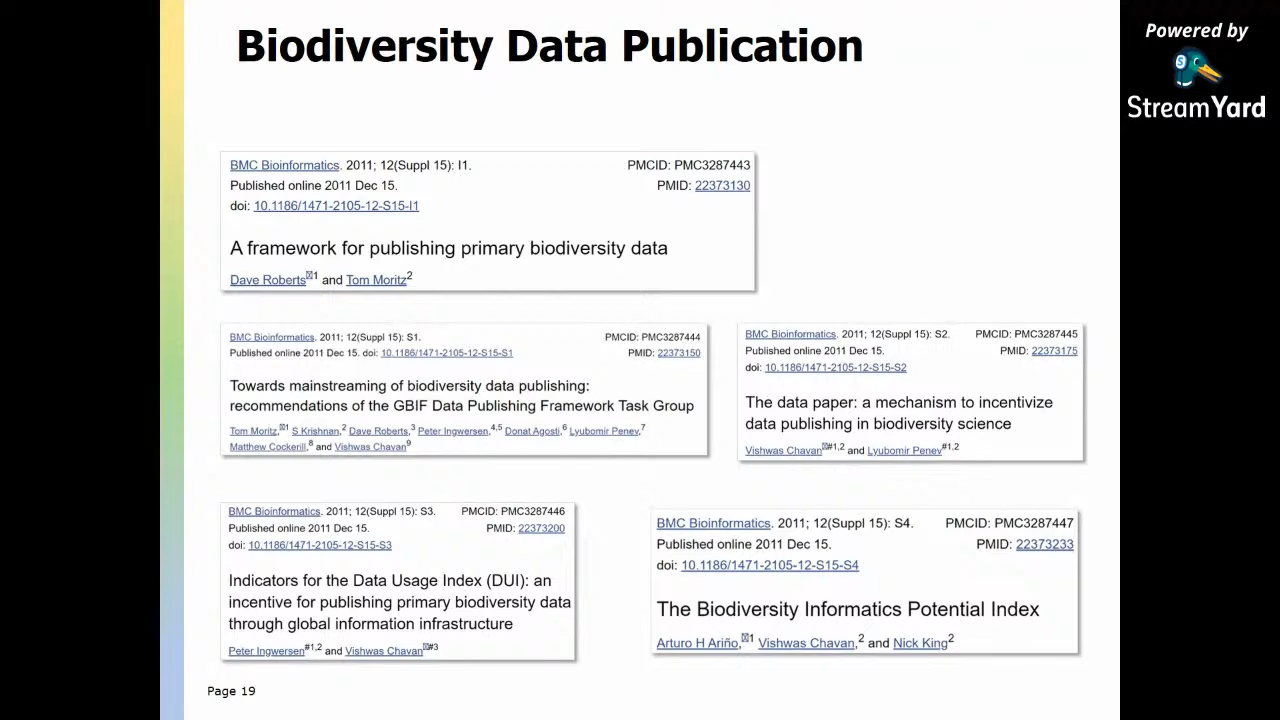 Biodiversity Data Publication
Powered by
StreamYard
BMC Bioinformatics. 2011; 12(Suppl 15): I1. PMCID: PMC3287443
Published online 2011 Dec 15. PMID: 22373130
doi: 10.1186/1471-2105-12-S15-I1
A framework for publishing primary biodiversity data
Dave Roberts1 and Tom Moritz2
BMC Bioinformatics. 2011; 12(Suppl 15): S1. PMCID: PMC3287444
Published online 2011 Dec 15. doi: 10.1186/1471-2105-12-S15-S1 PMID: 22373150
Towards mainstreaming of biodiversity data publishing:
recommendations of the GBIF Data Publishing Framework Task Group
Tom Moritz,1 S Krishnan,2 Dave Roberts,3 Peter Ingwersen,4,5 Donat Agosti,6 Lyubomir Penev,7
Matthew Cockerill,8 and Vishwas Chavan9
BMC Bioinformatics. 2011; 12(Suppl 15): S2. PMCID: PMC3287445
Published online 2011 Dec 15. PMID: 22373175
doi: 10.1186/1471-2105-12-S15-S2
The data paper: a mechanism to incentivize
data publishing in biodiversity science
Vishwas Chavan#1,2 and Lyubomir Penev#1,2
BMC Bioinformatics. 2011; 12(Suppl 15): S3. PMCID: PMC3287446
Published online 2011 Dec 15. PMID: 22373200
doi: 10.1186/1471-2105-12-S15-S3
Indicators for the Data Usage Index (DUI): an
incentive for publishing primary biodiversity data
through global information infrastructure
Peter Ingwersen#1,2 and Vishwas Chavan#3
BMC Bioinformatics. 2011; 12(Suppl 15): S4. PMCID: PMC3287447
Published online 2011 Dec 15. PMID: 22373233
doi: 10.1186/1471-2105-12-S15-S4
The Biodiversity Informatics Potential Index
Arturo H Ariño,1 Vishwas Chavan,2 and Nick King2
Page 19